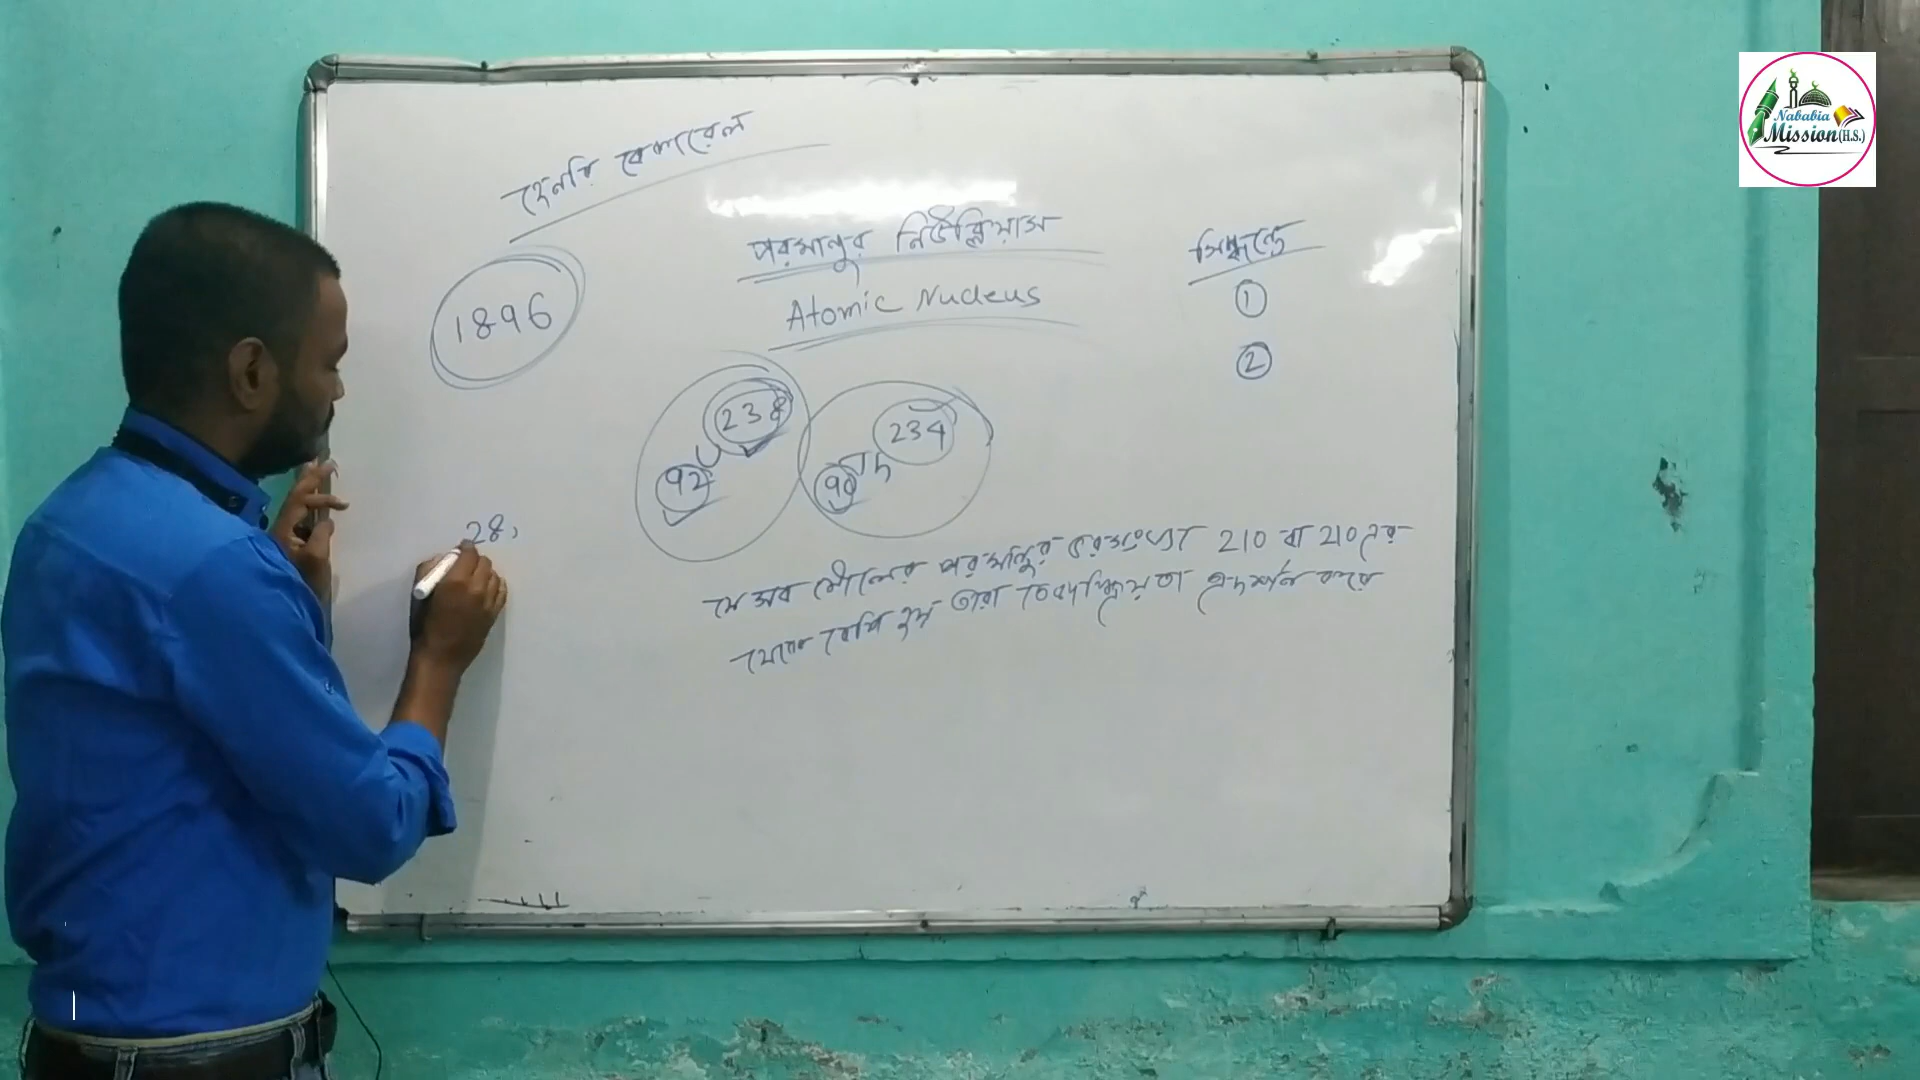 হেনরি বেকারেল
1896
পরমানুর নিউক্লিয়াস
Atomic Nucleus
সিদ্ধান্ত
1
2
92 U 238
90 Th 234
28,
যে সব মৌলের পরমানুর ভরসংখ্যা 210 বা 210 এর
থেকে বেশি হয় তারা তেজস্ক্রিয়তা প্রদর্শন করে
Nababia
Mission (H.S.)